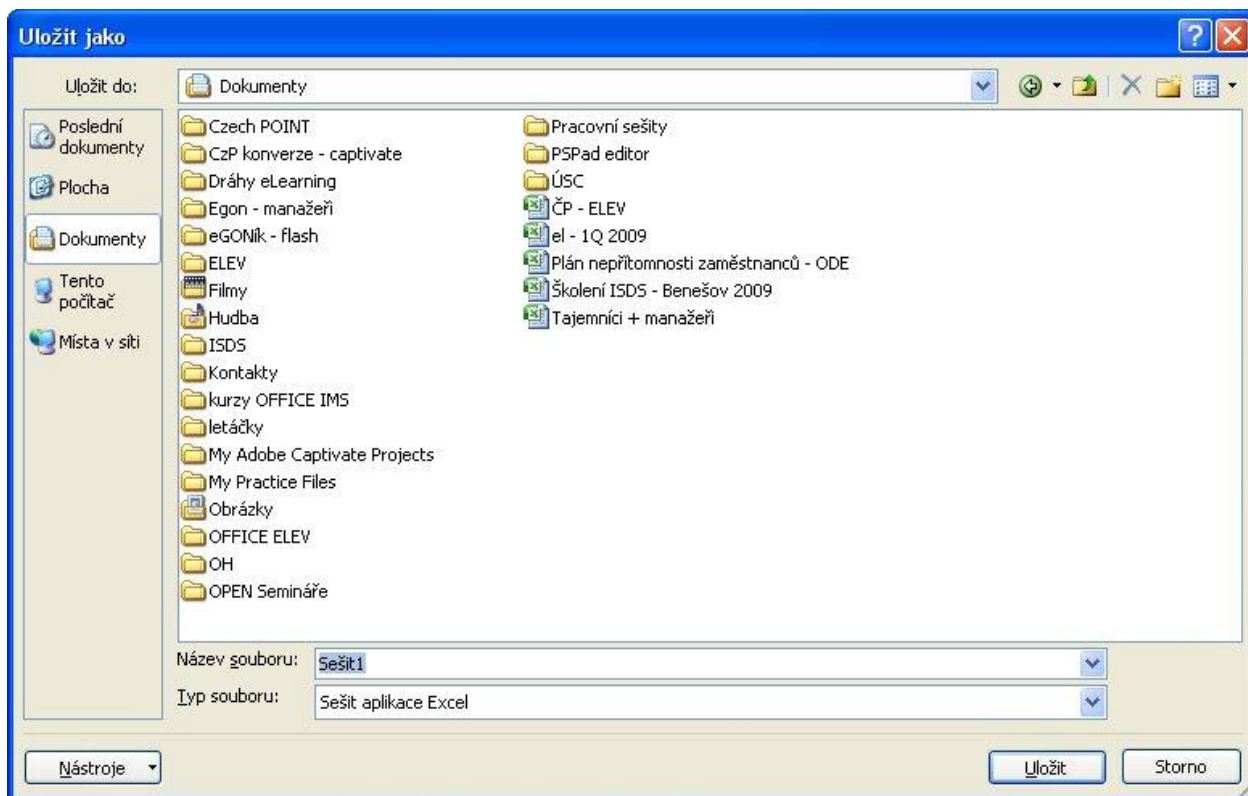 Uložit jako
Uložit do:
Dokumenty
Poslední
dokumenty
Plocha
Dokumenty
Tento
počítač
Místa v síti
Czech POINT
CzP konverze - captivate
Dráhy eLearning
Egon - manažeři
eGONík - flash
ELEV
Filmy
Hudba
ISDS
Kontakty
kurzy OFFICE IMS
letáčky
My Adobe Captivate Projects
My Practice Files
Obrázky
OFFICE ELEV
OH
OPEN Semináře
Pracovní sešity
PSPad editor
ÚSC
ČP - ELEV
el - 1Q 2009
Plán nepřítomnosti zaměstnanců - ODE
Školení ISDS - Benešov 2009
Tajemníci + manažeři
Název souboru:
Sešit1
Typ souboru:
Sešit aplikace Excel
Nástroje
Uložit
Storno